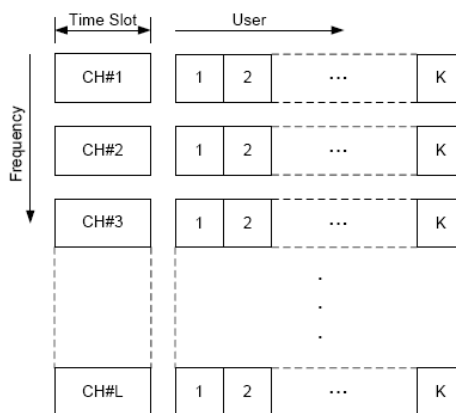 Time Slot
User
Frequency
CH#1 1 2 ... K
CH#2 1 2 ... K
CH#3 1 2 ... K
CH#L 1 2 ... K